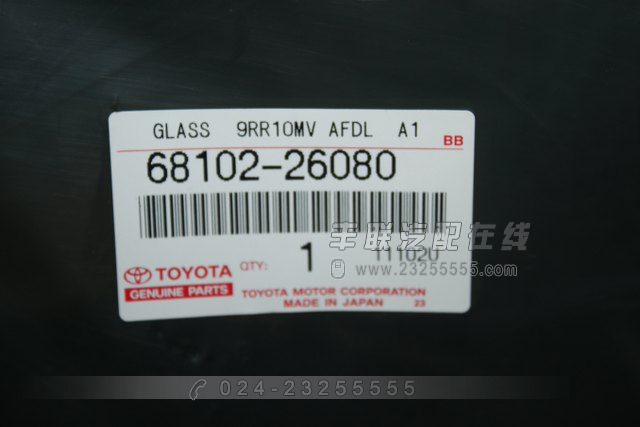 GLASS 9RR10MV AFDL A1
BB
68102-26080
车联汽配在线
TOYOTA QTY: 1 111020
www.23255555.com
GENUINE PARTS TOYOTA MOTOR CORPORATION
MADE IN JAPAN 23
024-23255555